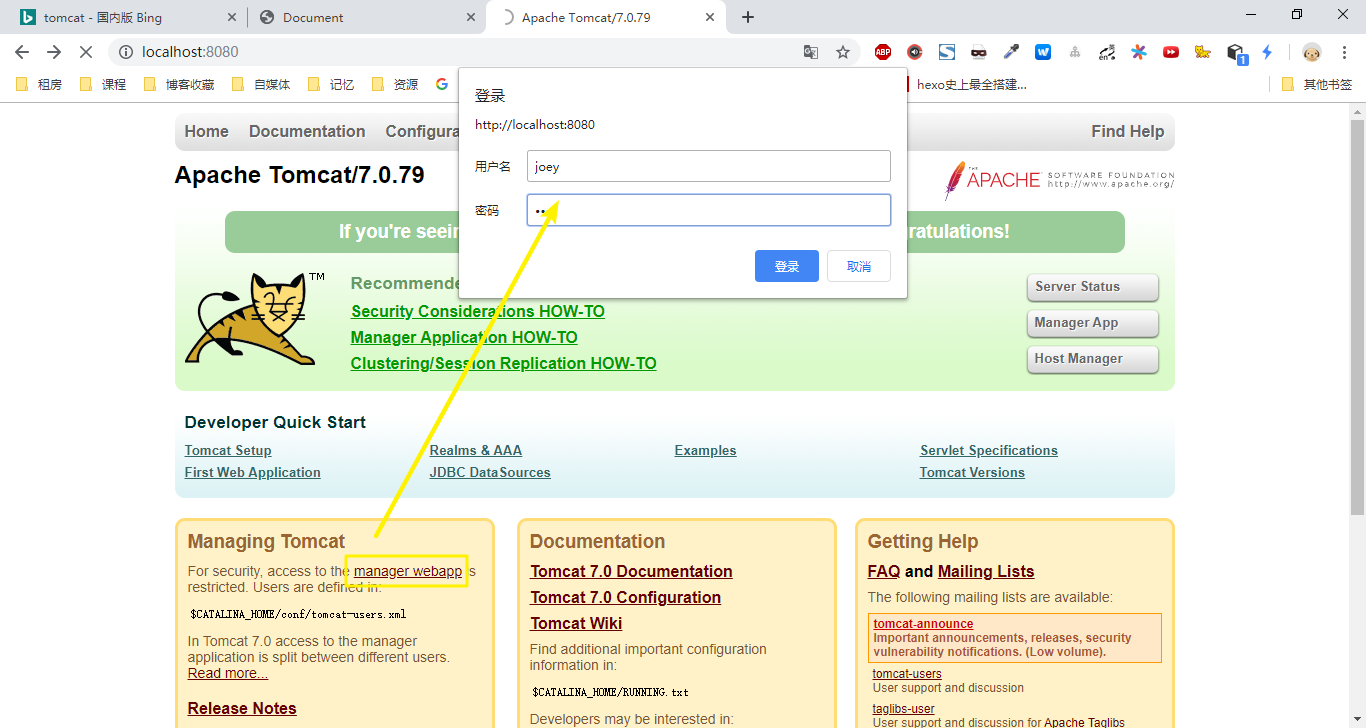 tomcat - 国内版 Bing
Document
Apache Tomcat/7.0.79
localhost:8080
ABP
W
en
1
租房
课程
博客收藏
自媒体
记忆
资源
G
hexo史上最全搭建...
其他书签
登录
http://localhost:8080
用户名
joey
密码
登录
取消
Home
Documentation
Configura
Find Help
Apache Tomcat/7.0.79
THE
APACHE
SOFTWARE FOUNDATION
http://www.apache.org/
If you're seein
ratulations!
TM
Recommende
Security Considerations HOW-TO
Manager Application HOW-TO
Clustering/Session Replication HOW-TO
Server Status
Manager App
Host Manager
Developer Quick Start
Tomcat Setup
Realms & AAA
Examples
Servlet Specifications
First Web Application
JDBC DataSources
Tomcat Versions
Managing Tomcat
For security, access to the manager webapp is
restricted. Users are defined in:
$CATALINA_HOME/conf/tomcat-users.xml
In Tomcat 7.0 access to the manager
application is split between different users.
Read more...
Release Notes
Documentation
Tomcat 7.0 Documentation
Tomcat 7.0 Configuration
Tomcat Wiki
Find additional important configuration
information in:
$CATALINA_HOME/RUNNING.txt
Developers may be interested in:
Getting Help
FAQ and Mailing Lists
The following mailing lists are available:
tomcat-announce
Important announcements, releases, security
vulnerability notifications. (Low volume).
tomcat-users
User support and discussion
taglibs-user
User support and discussion for Apache Taglibs